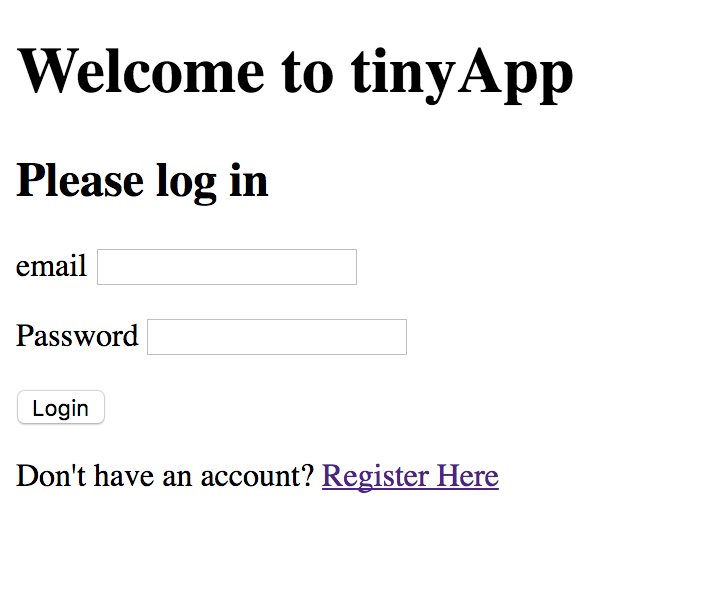 Welcome to tinyApp
Please log in
email
Password
Login
Don't have an account? Register Here